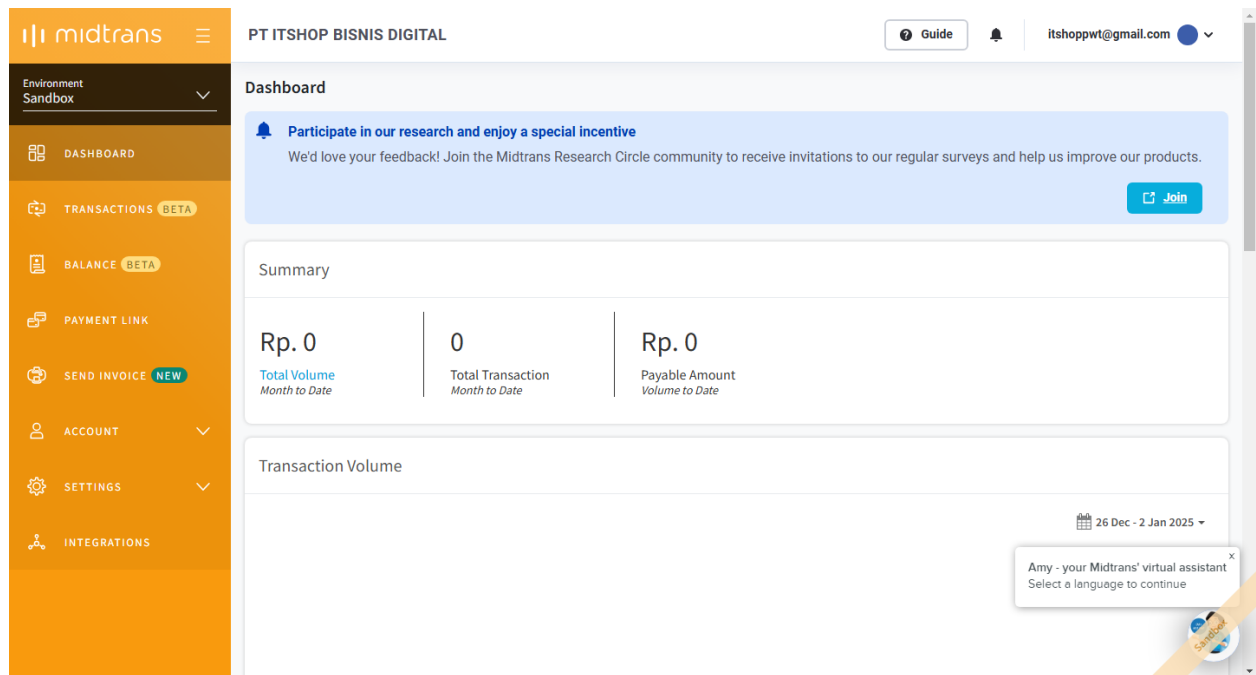 midtrans
PT ITSHOP BISNIS DIGITAL
Guide
itshoppwt@gmail.com
Environment
Sandbox
DASHBOARD
TRANSACTIONS BETA
BALANCE BETA
PAYMENT LINK
SEND INVOICE NEW
ACCOUNT
SETTINGS
INTEGRATIONS
Dashboard
Participate in our research and enjoy a special incentive
We'd love your feedback! Join the Midtrans Research Circle community to receive invitations to our regular surveys and help us improve our products.
Join
Summary
Rp. 0
Total Volume
Month to Date
0
Total Transaction
Month to Date
Rp. 0
Payable Amount
Volume to Date
Transaction Volume
26 Dec - 2 Jan 2025
x
Amy - your Midtrans' virtual assistant
Select a language to continue
Sandbox